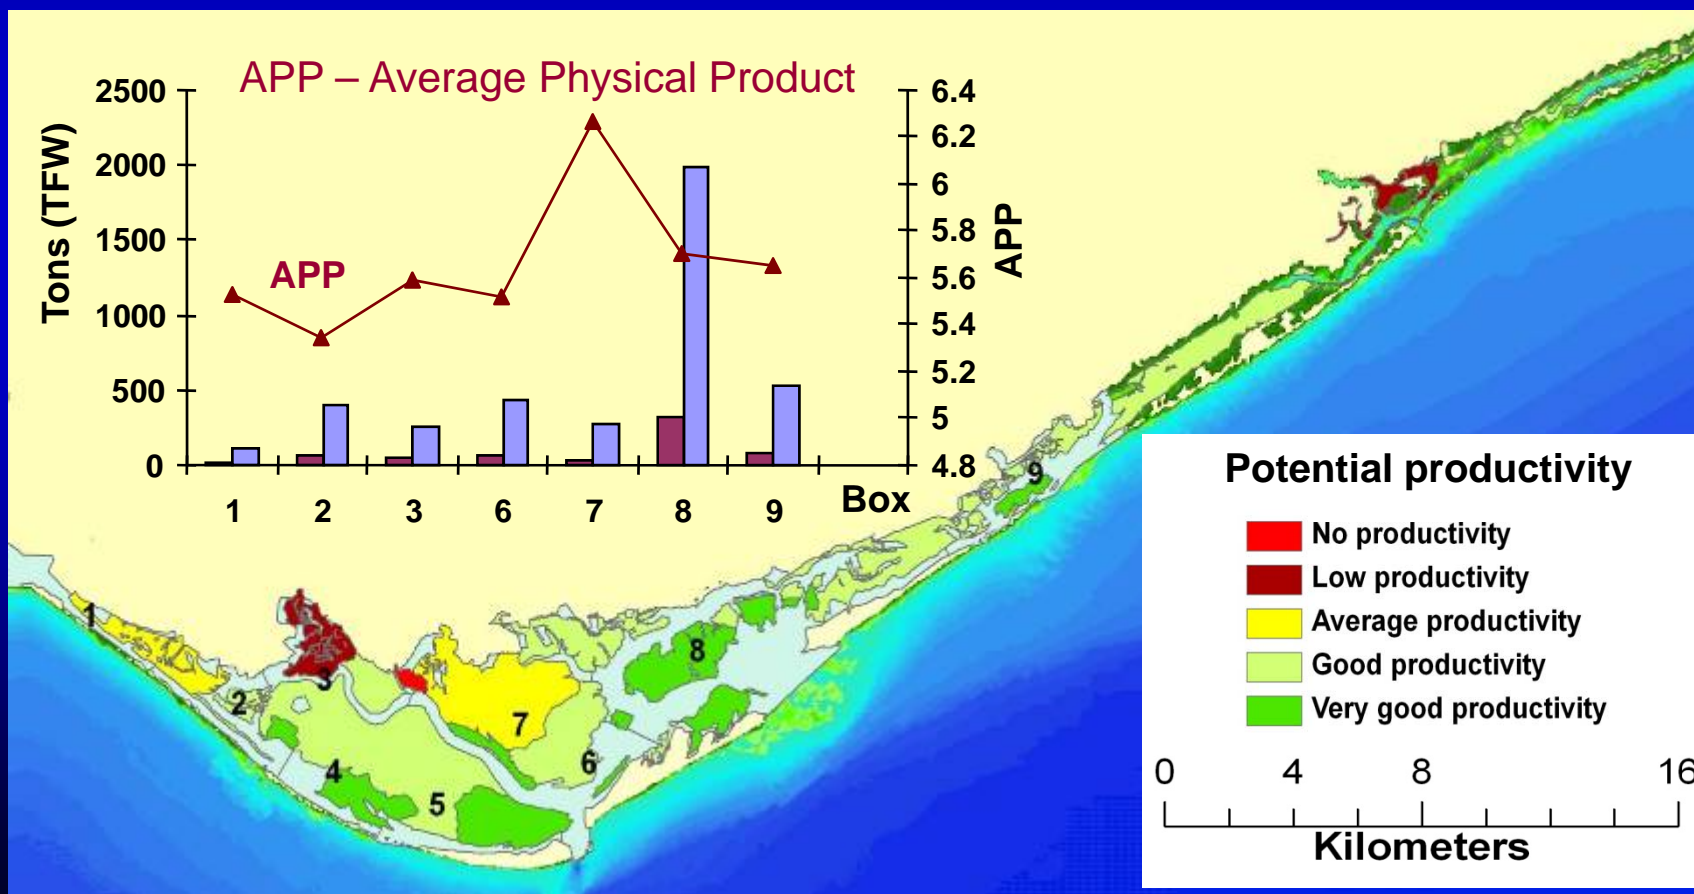 APP – Average Physical Product
2500
2000
1500
1000
500
0
Tons (TFW)
APP
6.4
6.2
6
5.8
5.6
5.4
5.2
5
4.8
APP
1 2 3 6 7 8 9
Box
1
2
3
4
5
6
7
8
9
Potential productivity
No productivity
Low productivity
Average productivity
Good productivity
Very good productivity
0 4 8 16
Kilometers